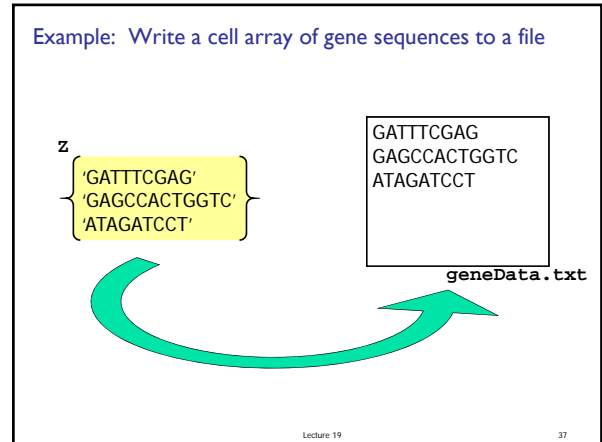 Example: Write a cell array of gene sequences to a file
Z
‘GATTTCGAG’
‘GAGCCACTGGTC’
‘ATAGATCCT’
GATTTCGAG
GAGCCACTGGTC
ATAGATCCT
geneData.txt
Lecture 19
37